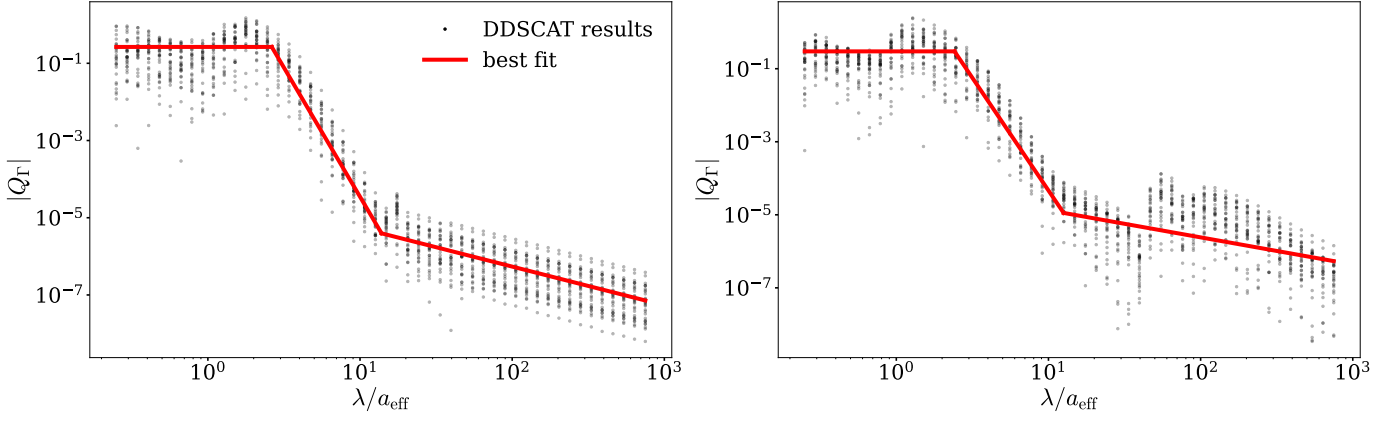 DDSCAT results
best fit
|Q_Γ|
10^{-1}
10^{-3}
10^{-5}
10^{-7}
10^0
10^1
10^2
10^3
λ/a_eff
|Q_Γ|
10^{-1}
10^{-3}
10^{-5}
10^{-7}
10^0
10^1
10^2
10^3
λ/a_eff